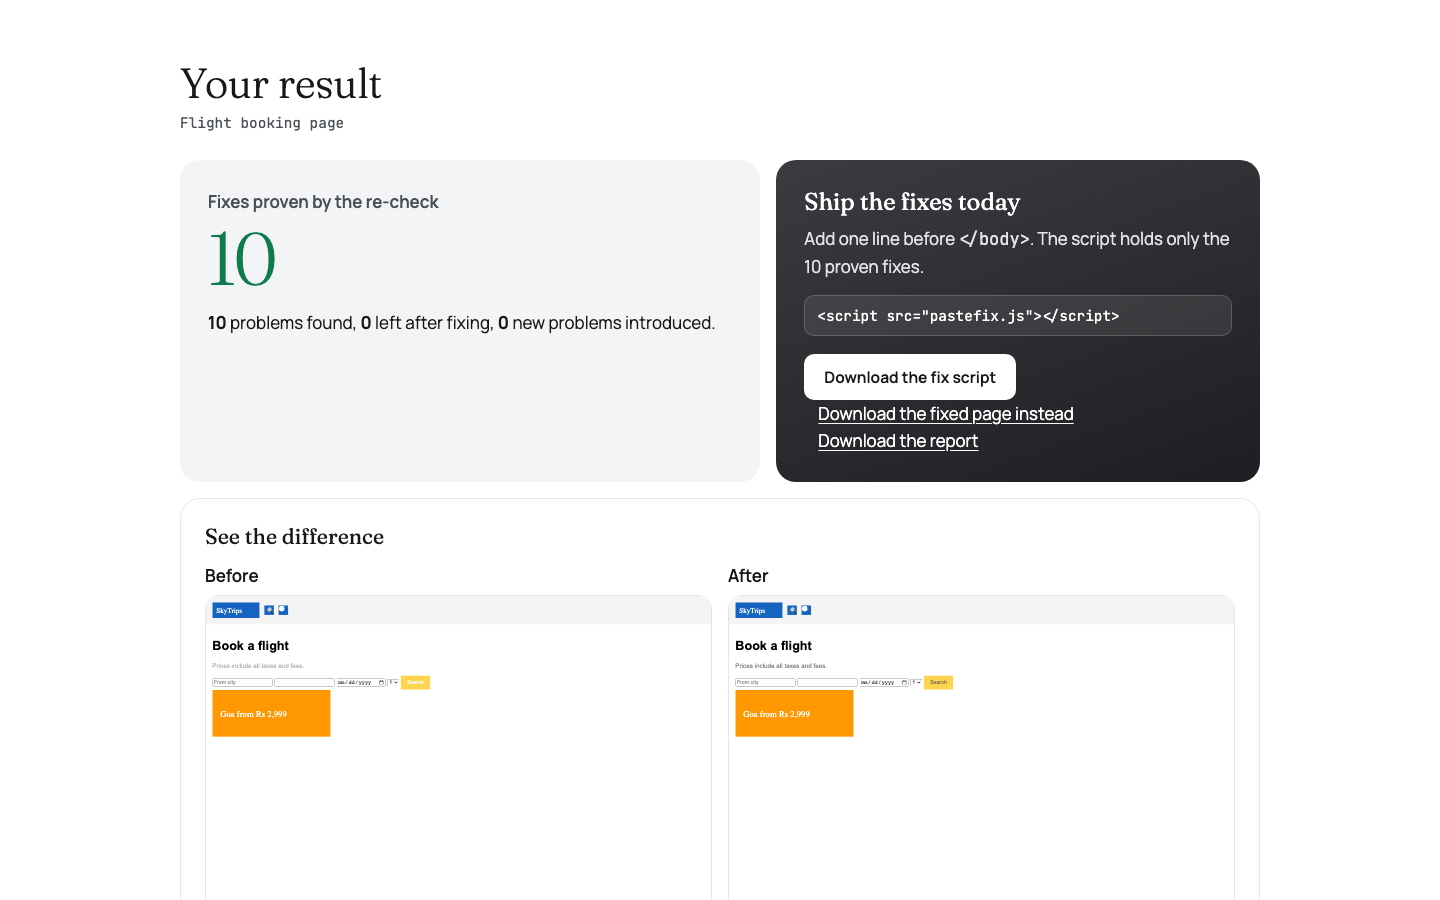 Your result
Flight booking page
Fixes proven by the re-check
10
10 problems found, 0 left after fixing, 0 new problems introduced.
Ship the fixes today
Add one line before </body>. The script holds only the
10 proven fixes.
<script src="pastefix.js"></script>
Download the fix script
Download the fixed page instead
Download the report
See the difference
Before
SkyTrips
Book a flight
Prices include all taxes and fees.
From city
mm/dd/yyyy
1
Search
Goa from Rs 2,999
After
SkyTrips
Book a flight
Prices include all taxes and fees.
From city
mm/dd/yyyy
1
Search
Goa from Rs 2,999